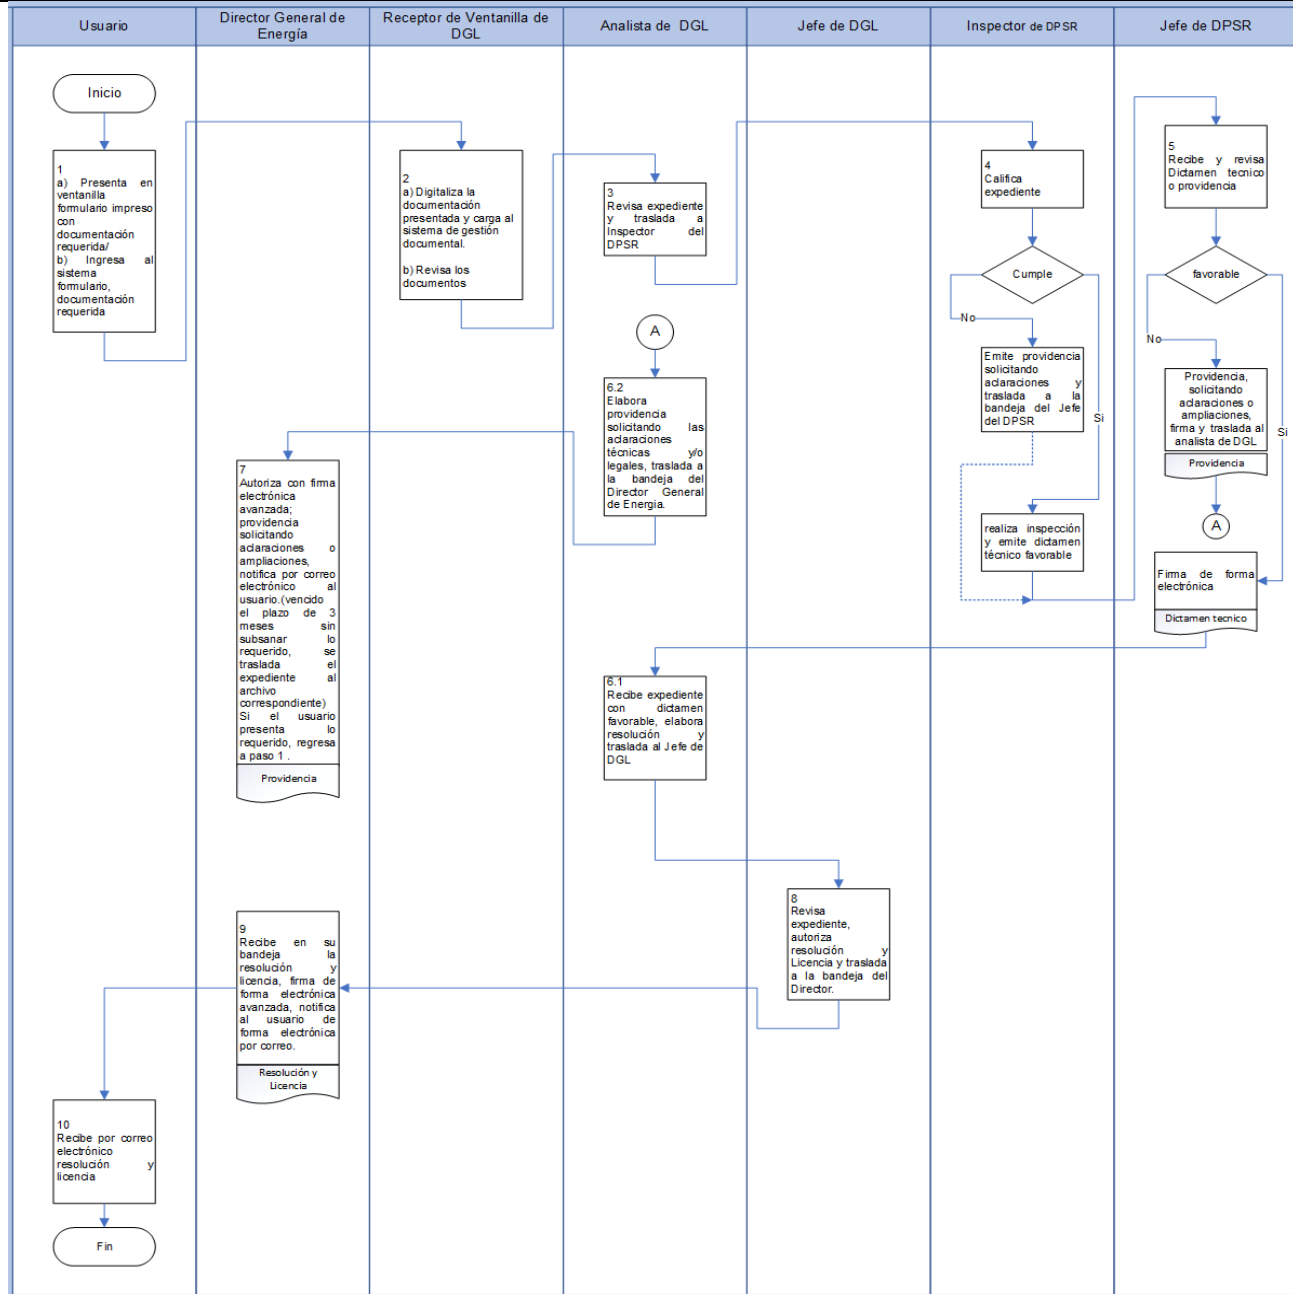 Usuario
Director General de
Energía
Receptor de Ventanilla de
DGL
Analista de DGL
Jefe de DGL
Inspector de DPSR
Jefe de DPSR
Inicio
1
a) Presenta en
ventanilla
formulario impreso
con
documentación
requerida/
b) Ingresa al
sistema
formulario,
documentación
requerida
2
a) Digitaliza la
documentación
presentada y carga al
sistema de gestión
documental.
b) Revisa los
documentos
3
Revisa expediente
y traslada a
Inspector del
DPSR
4
Califica
expediente
Cumple
No
Si
Emite providencia
solicitando
aclaraciones y
traslada a la
bandeja del Jefe
del DPSR
realiza inspección
y emite dictamen
técnico favorable
5
Recibe y revisa
Dictamen tecnico
o providencia
favorable
No
Si
Providencia,
solicitando
aclaraciones o
ampliaciones,
firma y traslada al
analista de DGL
Providencia
A
Firma de forma
electrónica
Dictamen tecnico
A
6.2
Elabora
providencia
solicitando las
aclaraciones
técnicas y/o
legales, traslada a
la bandeja del
Director General
de Energia.
7
Autoriza con firma
electrónica
avanzada;
providencia
solicitando
aclaraciones o
ampliaciones,
notifica por correo
electrónico al
usuario.(vencido
el plazo de 3
meses sin
subsanar lo
requerido, se
traslada el
expediente al
archivo
correspondiente)
Si el usuario
presenta lo
requerido, regresa
a paso 1 .
Providencia
6.1
Recibe expediente
con dictamen
favorable, elabora
resolución y
traslada al Jefe de
DGL
8
Revisa
expediente,
autoriza
resolución y
Licencia y traslada
a la bandeja del
Director.
9
Recibe en su
bandeja la
resolución y
licencia, firma de
forma electrónica
avanzada, notifica
al usuario de
forma electrónica
por correo.
Resolución y
Licencia
10
Recibe por correo
electrónico
resolución y
licencia
Fin